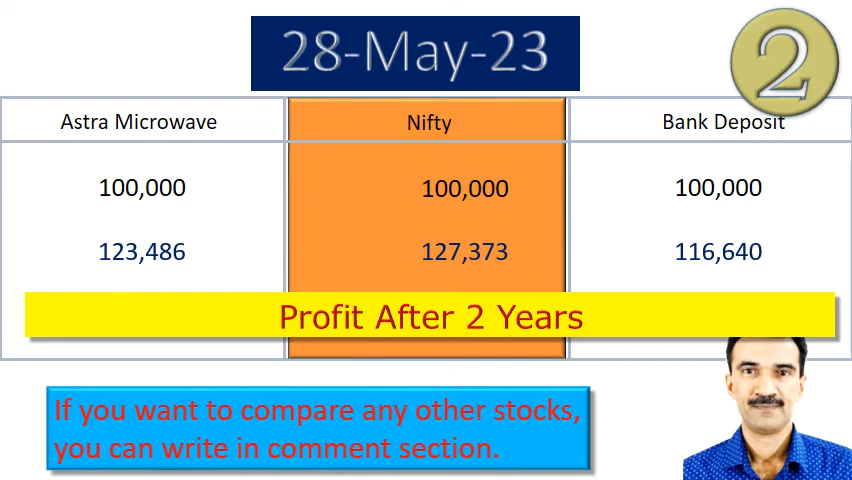 28-May-23
2
Astra Microwave Nifty Bank Deposit
100,000 100,000 100,000
123,486 127,373 116,640
Profit After 2 Years
If you want to compare any other stocks,
you can write in comment section.